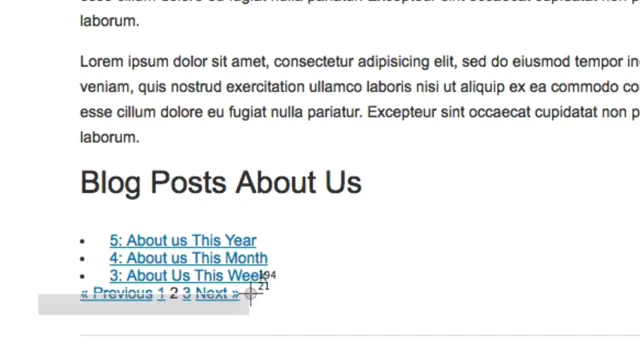 laborum.
Lorem ipsum dolor sit amet, consectetur adipisicing elit, sed do eiusmod tempor
veniam, quis nostrud exercitation ullamco laboris nisi ut aliquip ex ea commodo
esse cillum dolore eu fugiat nulla pariatur. Excepteur sint occaecat cupidatat non
laborum.
Blog Posts About Us
5: About us This Year
4: About us This Month
3: About Us This Week
194
21
« Previous 1 2 3 Next »